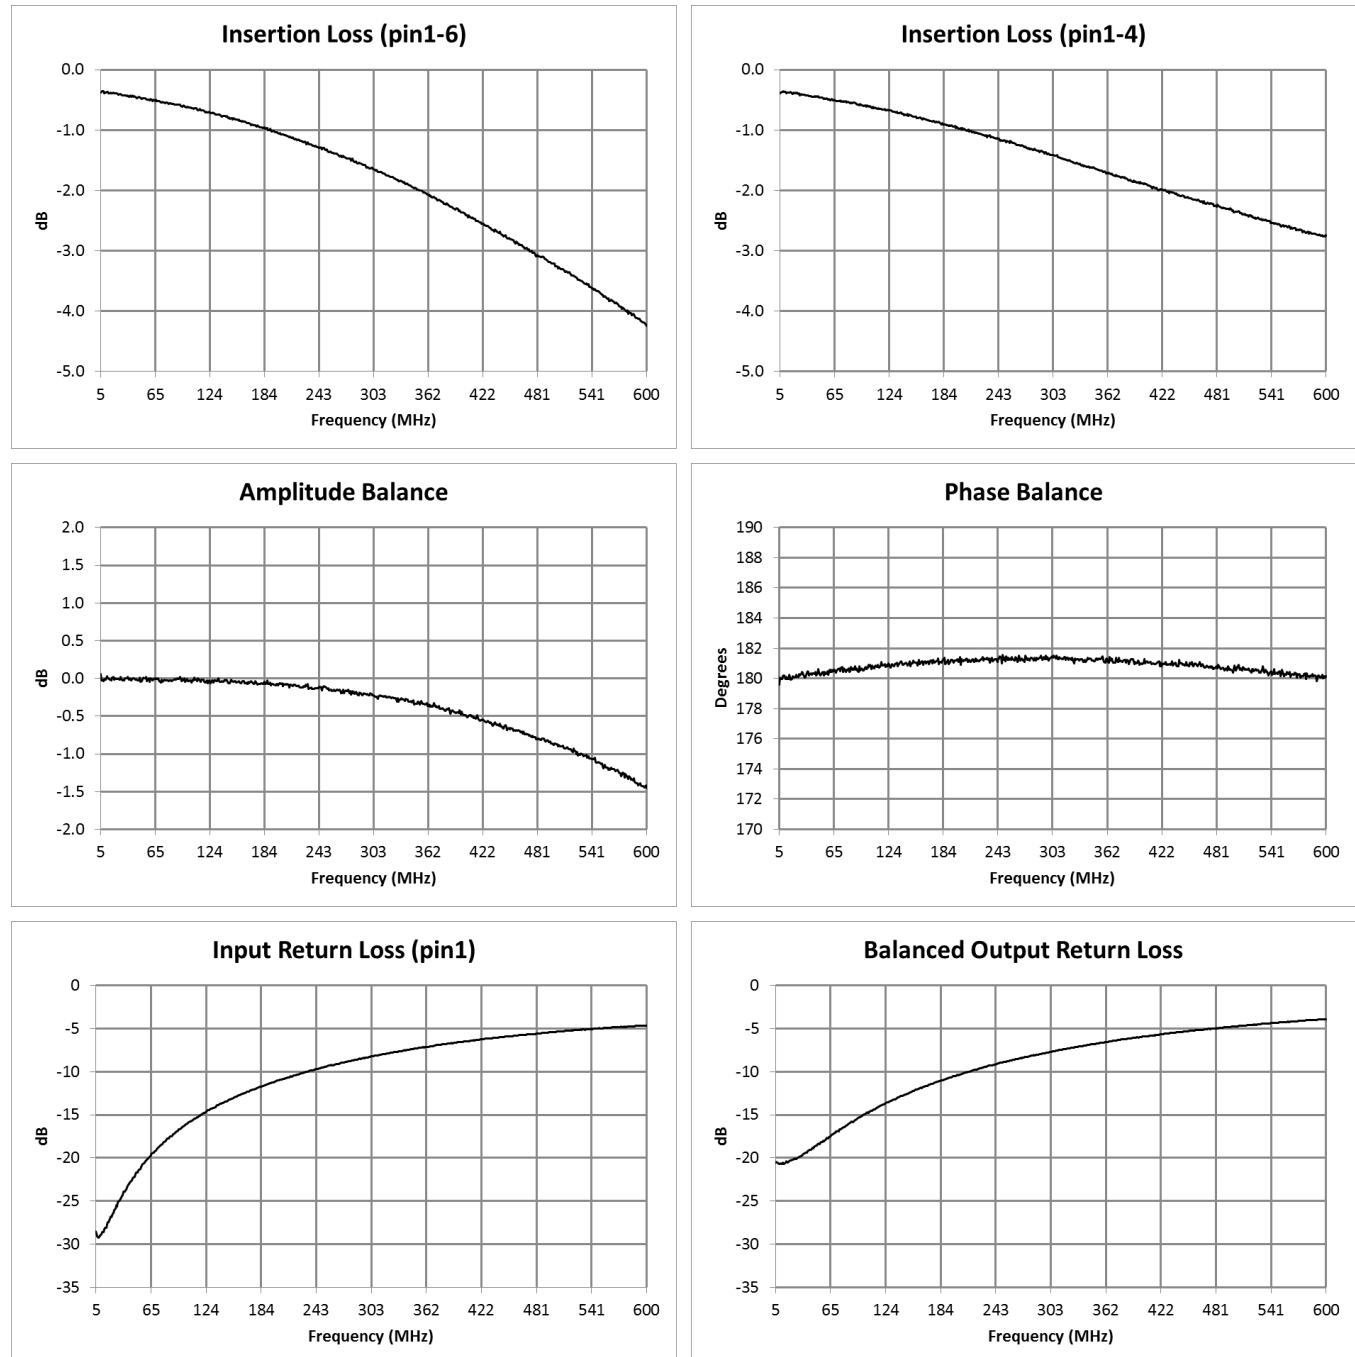 Insertion Loss (pin1-6)
0.0
-1.0
-2.0
-3.0
-4.0
-5.0
dB
5 65 124 184 243 303 362 422 481 541 600
Frequency (MHz)
Insertion Loss (pin1-4)
0.0
-1.0
-2.0
-3.0
-4.0
-5.0
dB
5 65 124 184 243 303 362 422 481 541 600
Frequency (MHz)
Amplitude Balance
2.0
1.5
1.0
0.5
0.0
-0.5
-1.0
-1.5
-2.0
dB
5 65 124 184 243 303 362 422 481 541 600
Frequency (MHz)
Phase Balance
190
188
186
184
182
180
178
176
174
172
170
Degrees
5 65 124 184 243 303 362 422 481 541 600
Frequency (MHz)
Input Return Loss (pin1)
0
-5
-10
-15
-20
-25
-30
-35
dB
5 65 124 184 243 303 362 422 481 541 600
Frequency (MHz)
Balanced Output Return Loss
0
-5
-10
-15
-20
-25
-30
-35
dB
5 65 124 184 243 303 362 422 481 541 600
Frequency (MHz)